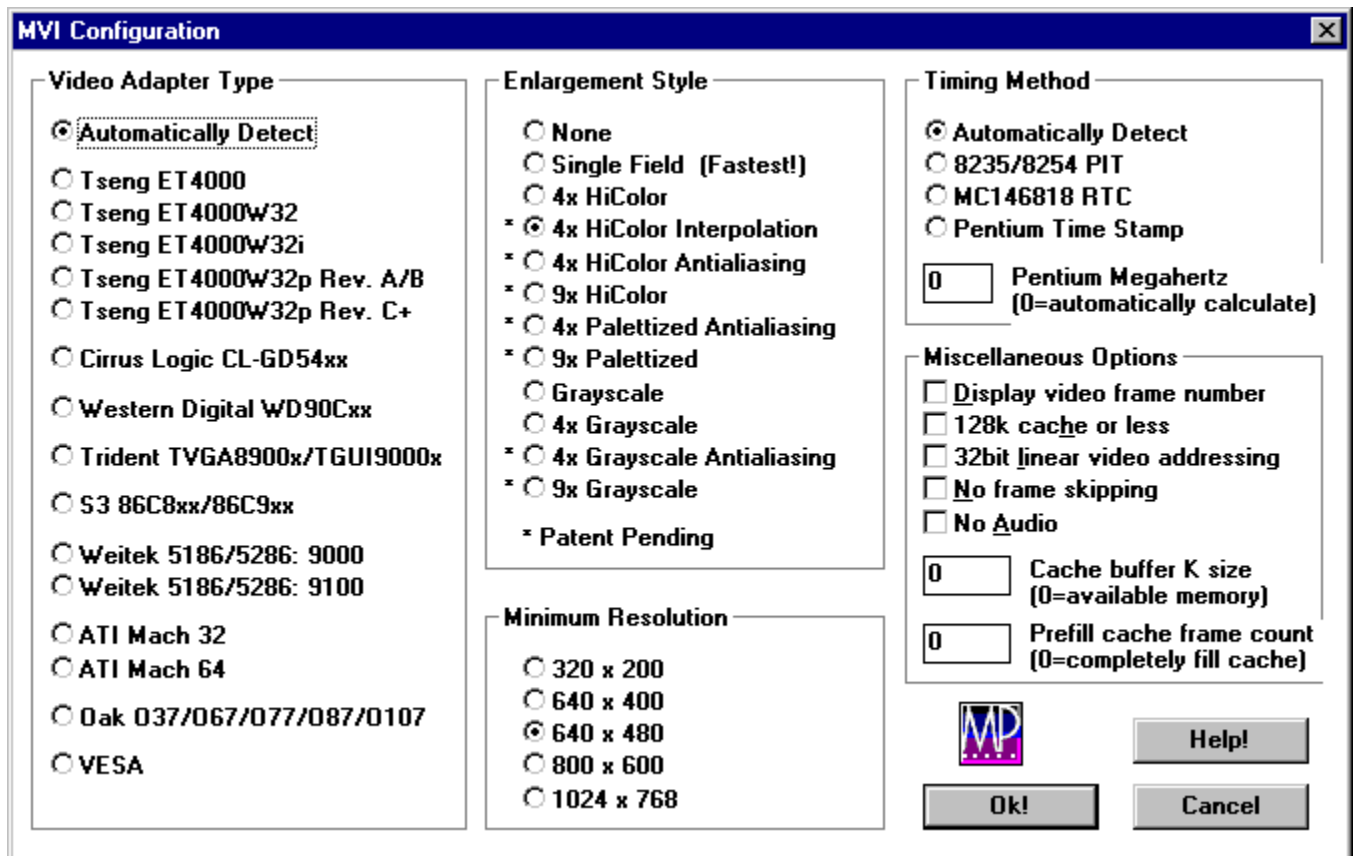 MVI Configuration
Video Adapter Type
Automatically Detect
Tseng ET4000
Tseng ET4000W32
Tseng ET4000W32i
Tseng ET4000W32p Rev. A/B
Tseng ET4000W32p Rev. C+
Cirrus Logic CL-GD54xx
Western Digital WD90Cxx
Trident TVGA8900x/TGUI9000x
S3 86C8xx/86C9xx
Weitek 5186/5286: 9000
Weitek 5186/5286: 9100
ATI Mach 32
ATI Mach 64
Oak 037/067/077/087/0107
VESA
Enlargement Style
None
Single Field (Fastest!)
4x HiColor
* 4x HiColor Interpolation
* 4x HiColor Antialiasing
* 9x HiColor
* 4x Palettized Antialiasing
* 9x Palettized
Grayscale
4x Grayscale
* 4x Grayscale Antialiasing
* 9x Grayscale
* Patent Pending
Minimum Resolution
320 x 200
640 x 400
640 x 480
800 x 600
1024 x 768
Timing Method
Automatically Detect
8235/8254 PIT
MC146818 RTC
Pentium Time Stamp
0 Pentium Megahertz
(0=automatically calculate)
Miscellaneous Options
Display video frame number
128k cache or less
32bit linear video addressing
No frame skipping
No Audio
0 Cache buffer K size
(0=available memory)
0 Prefill cache frame count
(0=completely fill cache)
MP
Help!
Ok!
Cancel